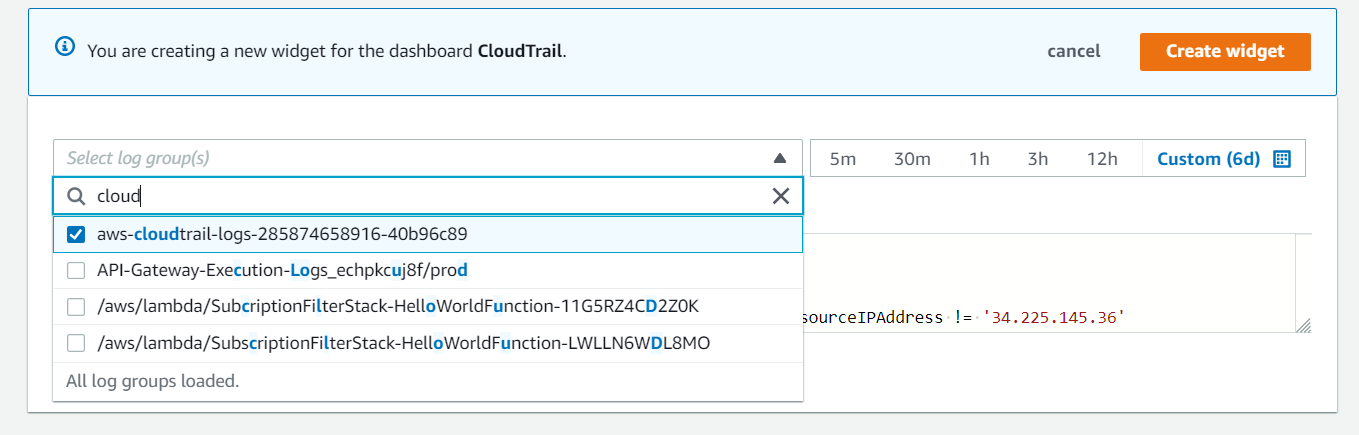 You are creating a new widget for the dashboard CloudTrail.
cancel
Create widget
Select log group(s)
5m 30m 1h 3h 12h Custom (6d)
cloud
aws-cloudtrail-logs-285874658916-40b96c89
API-Gateway-Execution-Logs_echpkcuj8f/prod
/aws/lambda/SubcriptionFilterStack-HelloWorldFunction-11G5RZ4CD2Z0K
sourceIPAddress != '34.225.145.36'
/aws/lambda/SubscriptionFilterStack-HelloWorldFunction-LWLLN6WDL8MO
All log groups loaded.